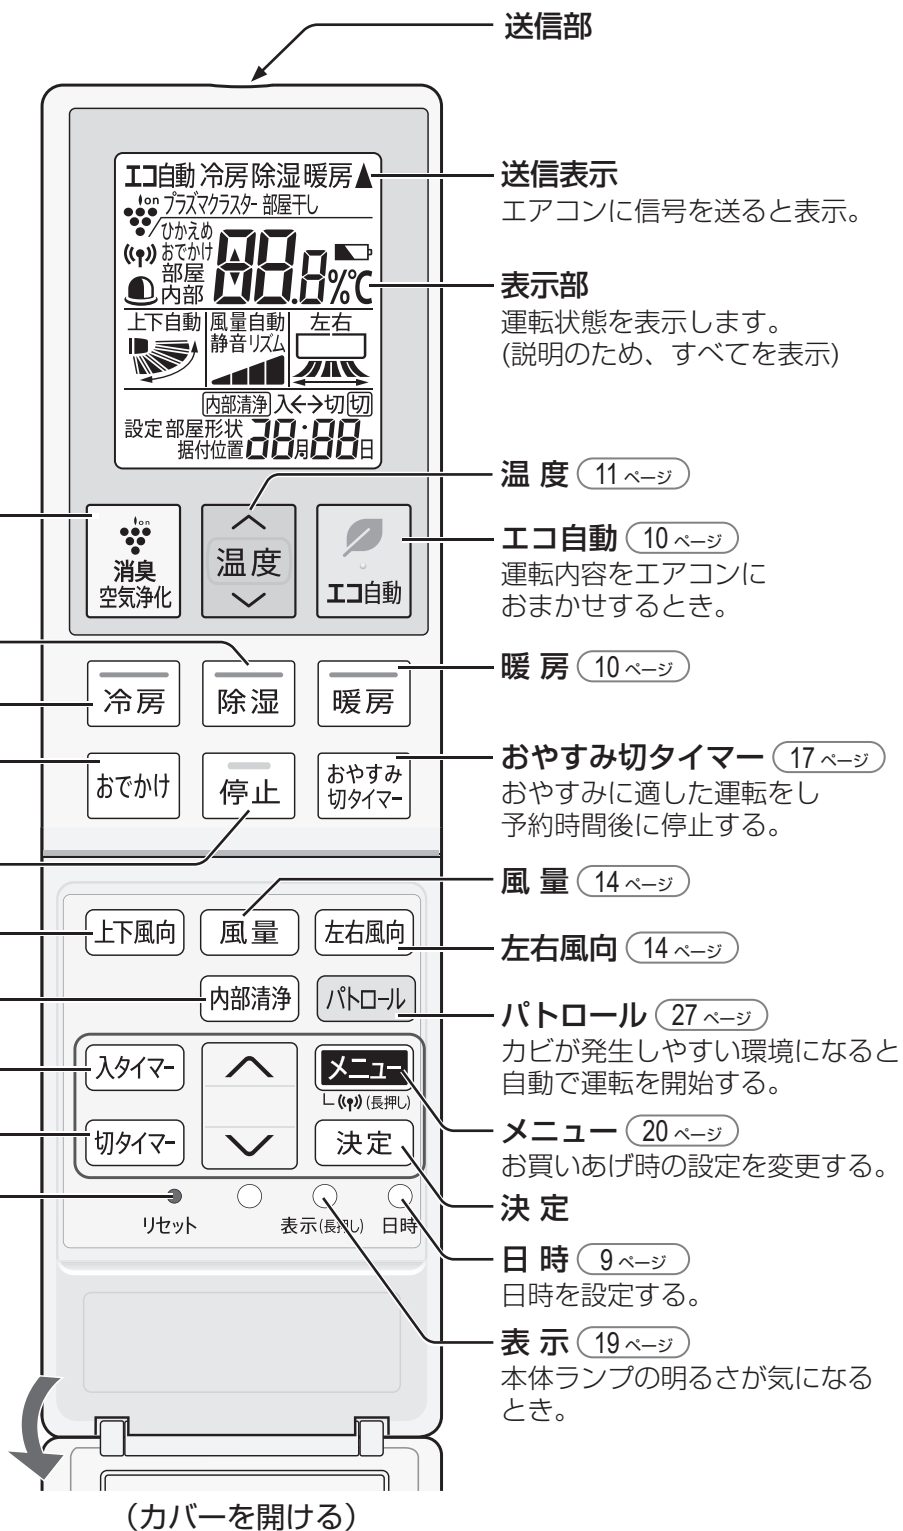 送信部
エコ自動 冷房 除湿 暖房▲
ion プラズマクラスター 部屋干し
ひかえめ
おでかけ
部屋
内部
88.8%℃
上下自動 風量自動 左右
静音 リズム
内部清浄 入←→切 切
設定 部屋形状
据付位置 28月:88日
送信表示
エアコンに信号を送ると表示。
表示部
運転状態を表示します。
(説明のため、すべてを表示)
温 度 11 ページ
エコ自動 10 ページ
運転内容をエアコンに
おまかせするとき。
暖 房 10 ページ
おやすみ切タイマー 17 ページ
おやすみに適した運転をし
予約時間後に停止する。
風 量 14 ページ
左右風向 14 ページ
パトロール 27 ページ
カビが発生しやすい環境になると
自動で運転を開始する。
メニュー 20 ページ
お買いあげ時の設定を変更する。
決 定
日 時 9 ページ
日時を設定する。
表 示 19 ページ
本体ランプの明るさが気になる
とき。
ion
消臭
空気浄化
温度
エコ自動
冷房 除湿 暖房
おでかけ 停止 おやすみ
切タイマー
上下風向 風量 左右風向
内部清浄 パトロール
入タイマー メニュー
(長押し)
切タイマー 決定
リセット 表示(長押し) 日時
(カバーを開ける)